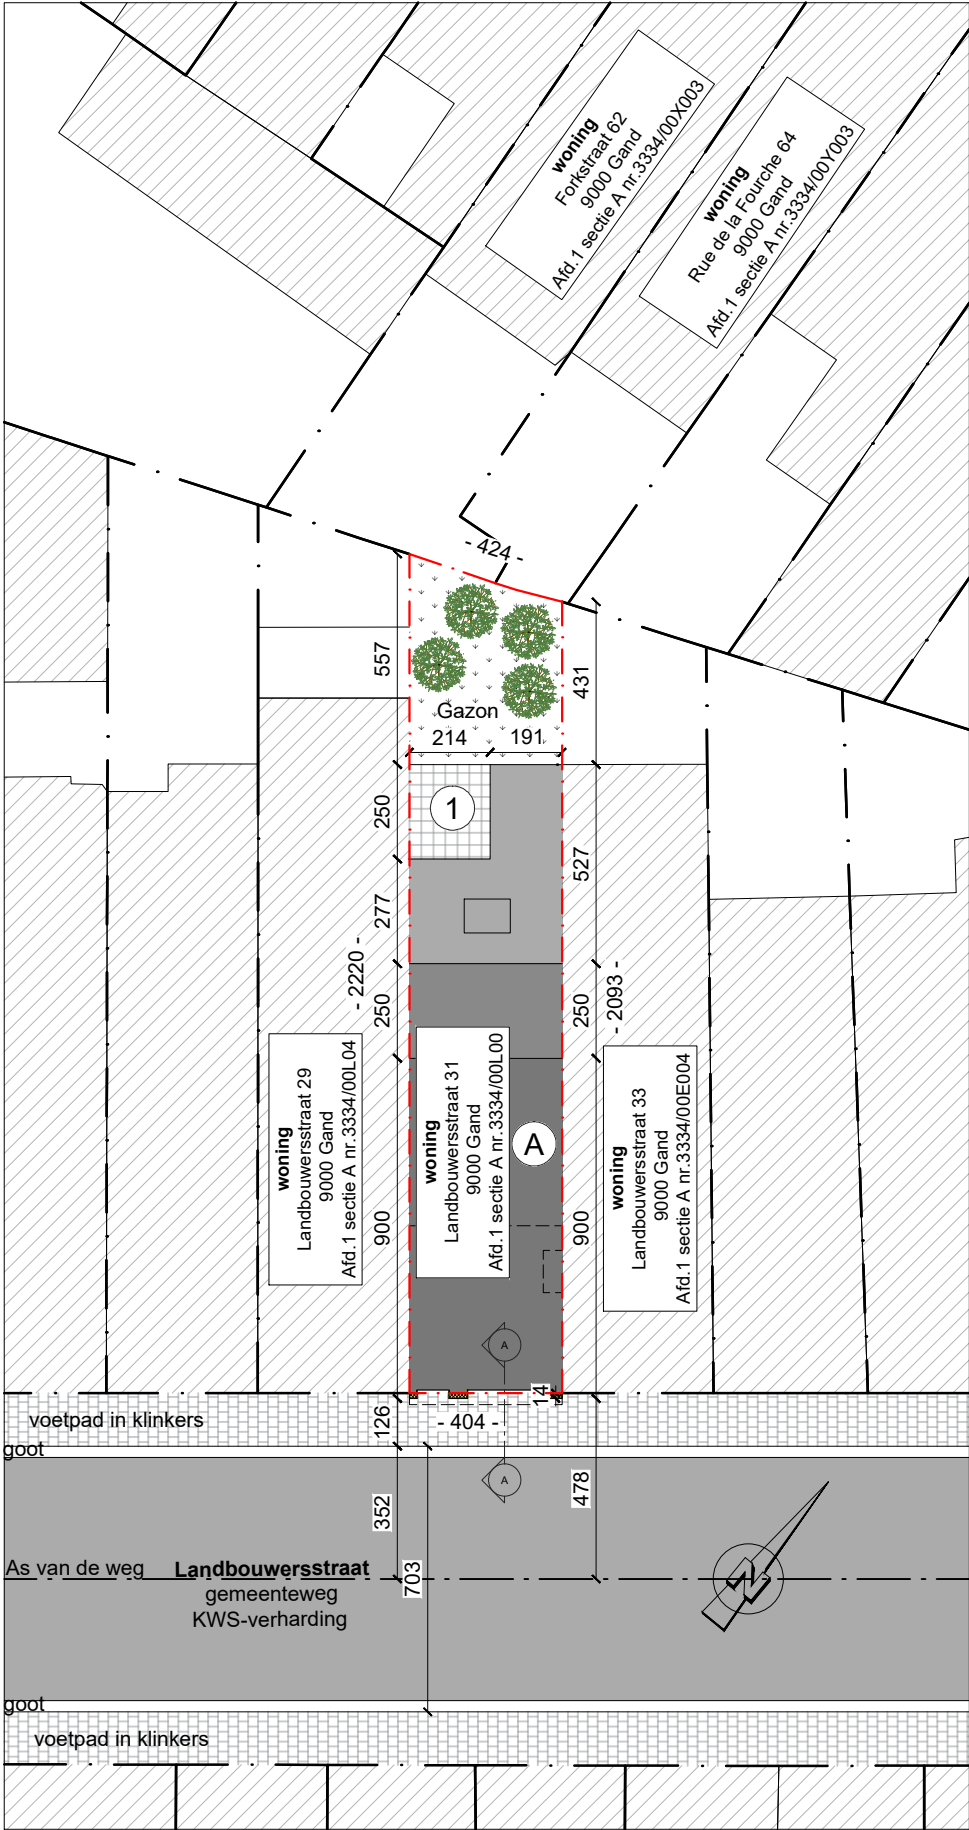 woning
Forkstraat 62
9000 Gand
Afd.1 sectie A nr.3334/00X003
woning
Rue de la Fourche 64
9000 Gand
Afd.1 sectie A nr.3334/00Y003
- 424 -
557
431
Gazon
214
191
250
1
527
277
- 2220 -
250
250
- 2093 -
woning
Landbouwersstraat 29
9000 Gand
Afd.1 sectie A nr.3334/00L04
woning
Landbouwersstraat 31
9000 Gand
Afd.1 sectie A nr.3334/00L00
A
woning
Landbouwersstraat 33
9000 Gand
Afd.1 sectie A nr.3334/00E004
900
900
A
14
voetpad in klinkers
126
- 404 -
goot
A
352
478
As van de weg
Landbouwersstraat
gemeenteweg
KWS-verharding
703
N
goot
voetpad in klinkers